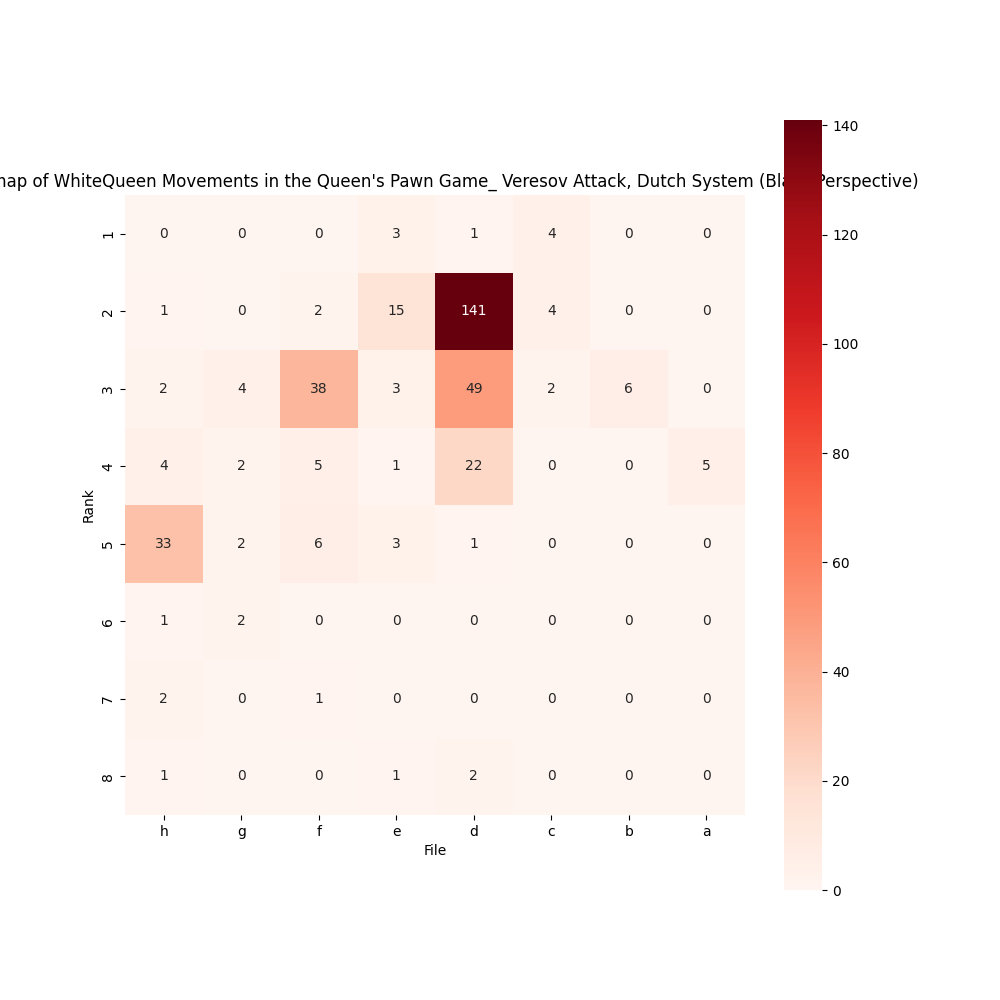 map of WhiteQueen Movements in the Queen's Pawn Game_ Veresov Attack, Dutch System (Black Perspective)
Rank
1 0 0 0 3 1 4 0 0
2 1 0 2 15 141 4 0 0
3 2 4 38 3 49 2 6 0
4 4 2 5 1 22 0 0 5
5 33 2 6 3 1 0 0 0
6 1 2 0 0 0 0 0 0
7 2 0 1 0 0 0 0 0
8 1 0 0 1 2 0 0 0
h g f e d c b a
File
140
120
100
80
60
40
20
0